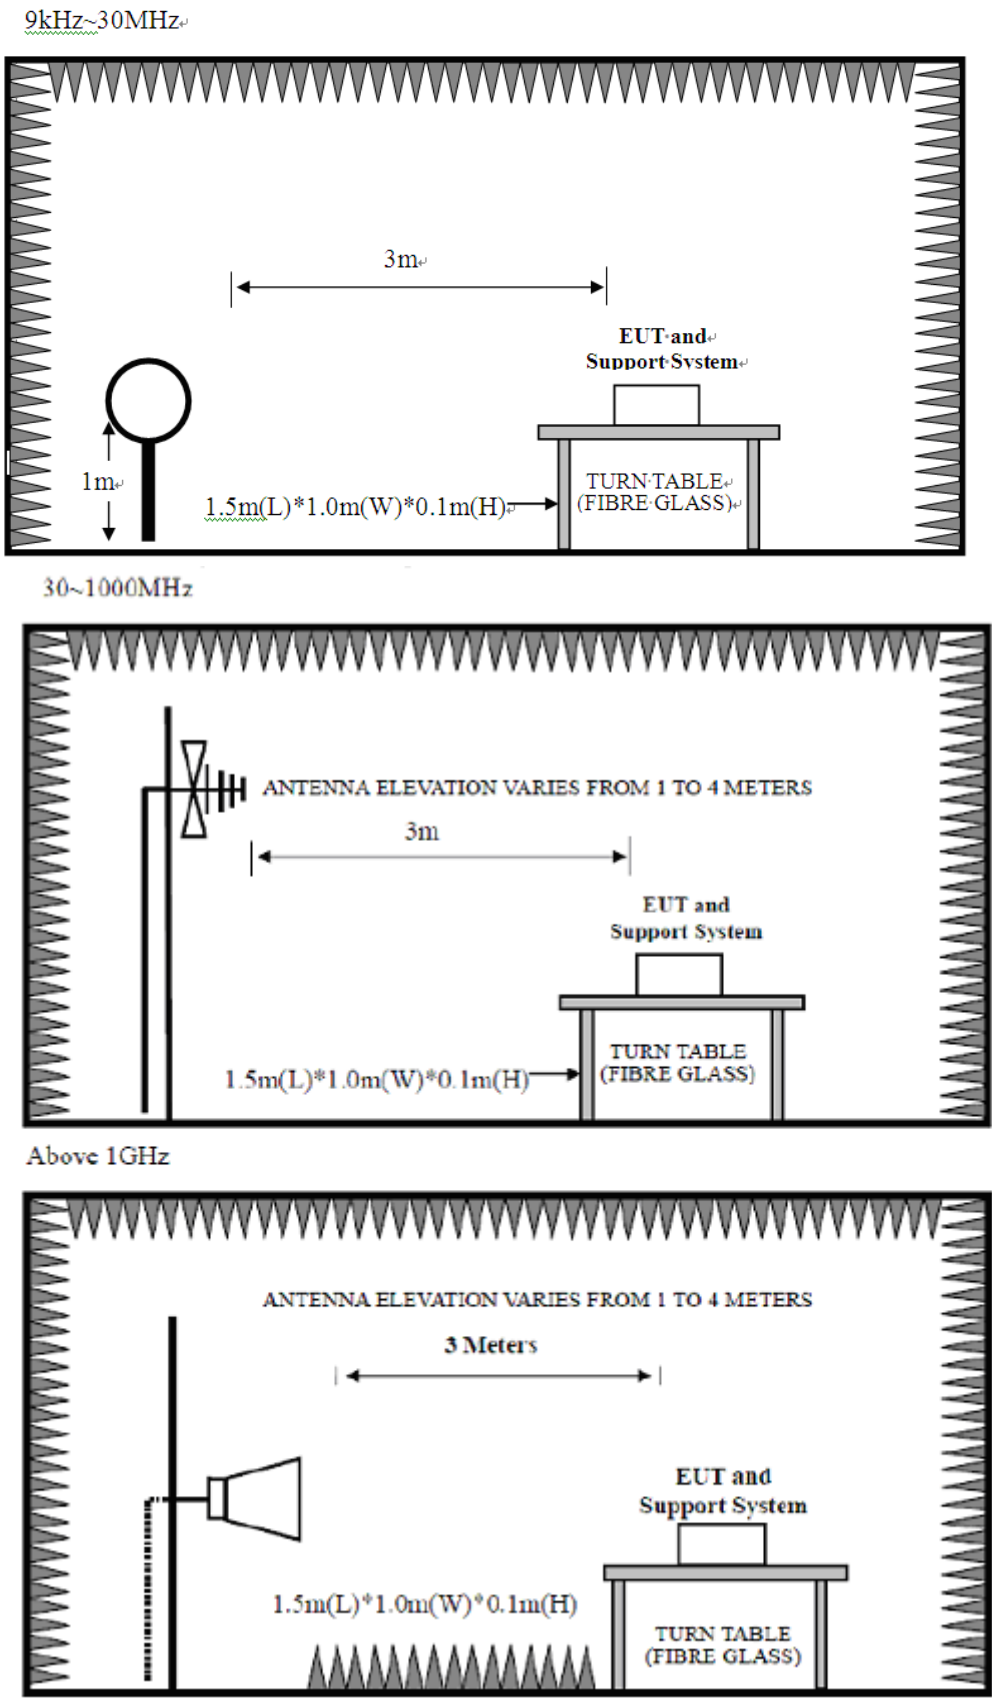 9kHz~30MHz
3m
EUT and
Support System
1m
TURN TABLE
(FIBRE GLASS)
1.5m(L)*1.0m(W)*0.1m(H)
30~1000MHz
ANTENNA ELEVATION VARIES FROM 1 TO 4 METERS
3m
EUT and
Support System
TURN TABLE
(FIBRE GLASS)
1.5m(L)*1.0m(W)*0.1m(H)
Above 1GHz
ANTENNA ELEVATION VARIES FROM 1 TO 4 METERS
3 Meters
EUT and
Support System
1.5m(L)*1.0m(W)*0.1m(H)
TURN TABLE
(FIBRE GLASS)